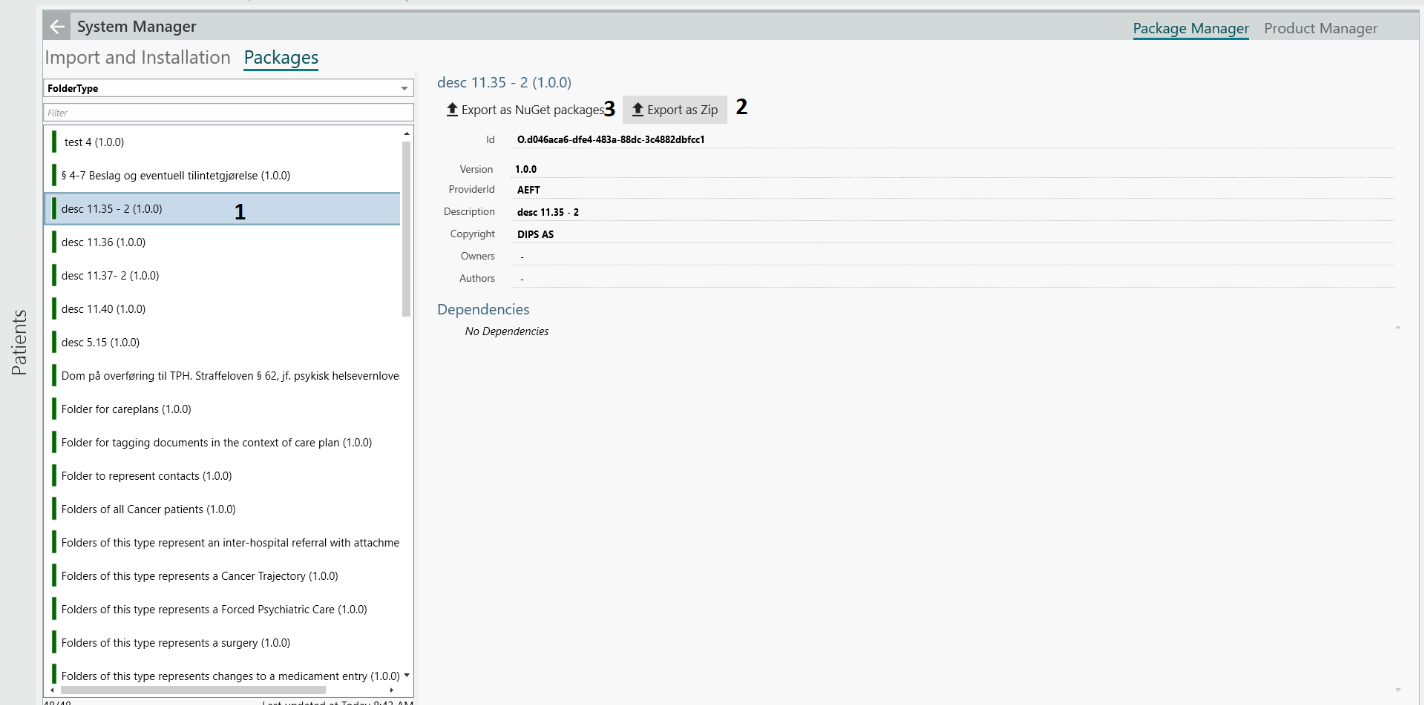 System Manager
Package Manager Product Manager
Import and Installation Packages
FolderType
Filter
test 4 (1.0.0)
§ 4-7 Beslag og eventuell tilintetgjørelse (1.0.0)
desc 11.35 - 2 (1.0.0) 1
desc 11.36 (1.0.0)
desc 11.37- 2 (1.0.0)
desc 11.40 (1.0.0)
desc 5.15 (1.0.0)
Dom på overføring til TPH. Straffeloven § 62, jf. psykisk helsevernlove
Folder for careplans (1.0.0)
Folder for tagging documents in the context of care plan (1.0.0)
Folder to represent contacts (1.0.0)
Folders of all Cancer patients (1.0.0)
Folders of this type represent an inter-hospital referral with attachme
Folders of this type represents a Cancer Trajectory (1.0.0)
Folders of this type represents a Forced Psychiatric Care (1.0.0)
Folders of this type represents a surgery (1.0.0)
Folders of this type represents changes to a medicament entry (1.0.0)
48/48 Last updated at Today 8:43 AM
desc 11.35 - 2 (1.0.0)
Export as NuGet packages 3 Export as Zip 2
Id O.d046aca6-dfe4-483a-88dc-3c4882dbfcc1
Version 1.0.0
ProviderId AEFT
Description desc 11.35 - 2
Copyright DIPS AS
Owners -
Authors -
Dependencies
No Dependencies
Patients